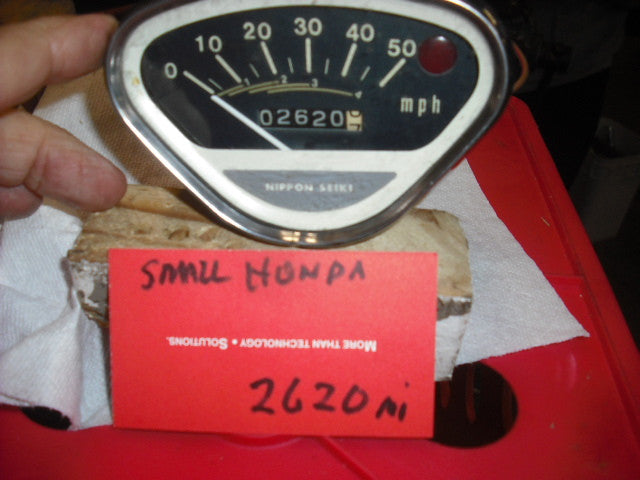 0 10 20 30 40 50
1 2 3 4
mph
02620
NIPPON SEIKI
SMALL HONDA
MORE THAN TECHNOLOGY • SOLUTIONS.
2620 mi